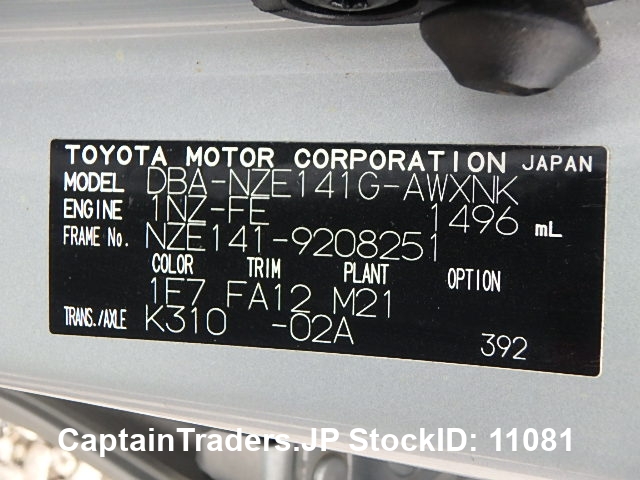 TOYOTA MOTOR CORPORATION JAPAN
MODEL DBA-NZE141G-AWXNK
ENGINE 1NZ-FE 1496 mL
FRAME No. NZE141-9208251
COLOR TRIM PLANT OPTION
1E7 FA12 M21
TRANS./AXLE K310 -02A
392
CaptainTraders.JP StockID: 11081